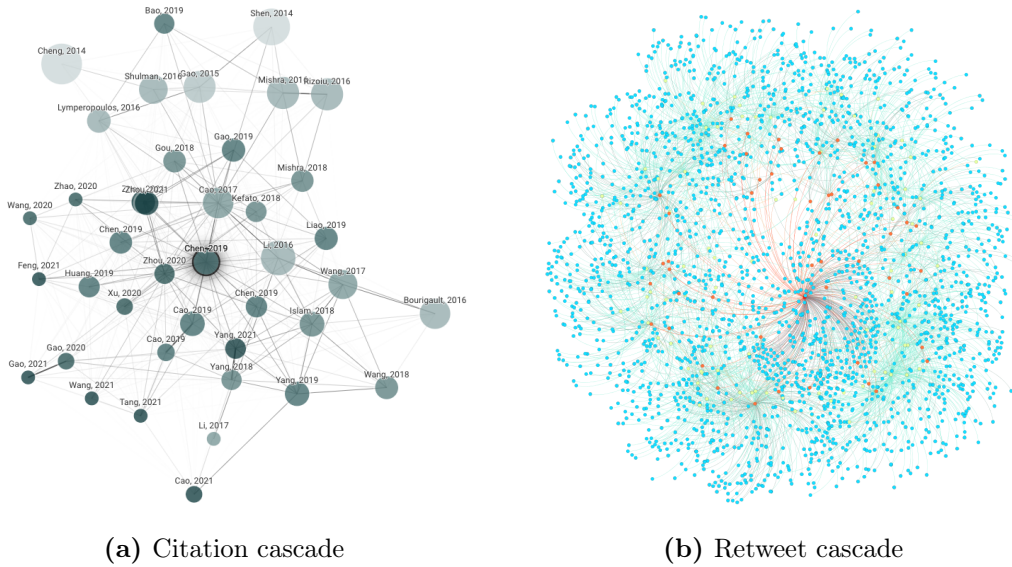 Bao, 2019
Shen, 2014
Cheng, 2014
Shulman, 2016
Gao, 2015
Mishra, 2016
Rizoiu, 2016
Lymperopoulos, 2016
Gao, 2019
Gou, 2018
Mishra, 2018
Zhao, 2020
Zhou, 2021
Cao, 2017
Kefato, 2018
Wang, 2020
Chen, 2019
Liao, 2019
Chen, 2019
Li, 2016
Feng, 2021
Huang, 2019
Zhou, 2020
Wang, 2017
Xu, 2020
Chen, 2019
Bourigault, 2016
Cao, 2019
Islam, 2018
Cao, 2019
Yang, 2021
Gao, 2020
Gao, 2021
Yang, 2018
Wang, 2018
Wang, 2021
Yang, 2019
Tang, 2021
Li, 2017
Cao, 2021
(a) Citation cascade
(b) Retweet cascade